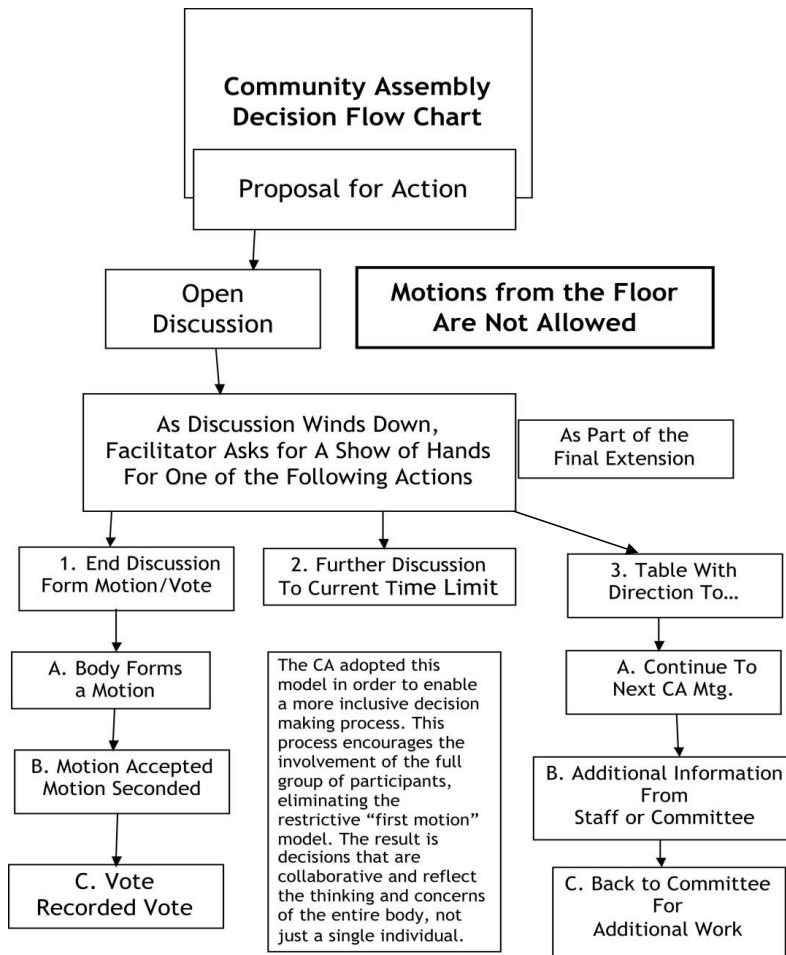 Community Assembly
Decision Flow Chart
Proposal for Action
Open
Discussion
Motions from the Floor
Are Not Allowed
As Discussion Winds Down,
Facilitator Asks for A Show of Hands
For One of the Following Actions
As Part of the
Final Extension
1. End Discussion
Form Motion/Vote
2. Further Discussion
To Current Time Limit
3. Table With
Direction To…
A. Body Forms
a Motion
B. Motion Accepted
Motion Seconded
C. Vote
Recorded Vote
The CA adopted this
model in order to enable
a more inclusive decision
making process. This
process encourages the
involvement of the full
group of participants,
eliminating the
restrictive “first motion”
model. The result is
decisions that are
collaborative and reflect
the thinking and concerns
of the entire body, not
just a single individual.
A. Continue To
Next CA Mtg.
B. Additional Information
From
Staff or Committee
C. Back to Committee
For
Additional Work